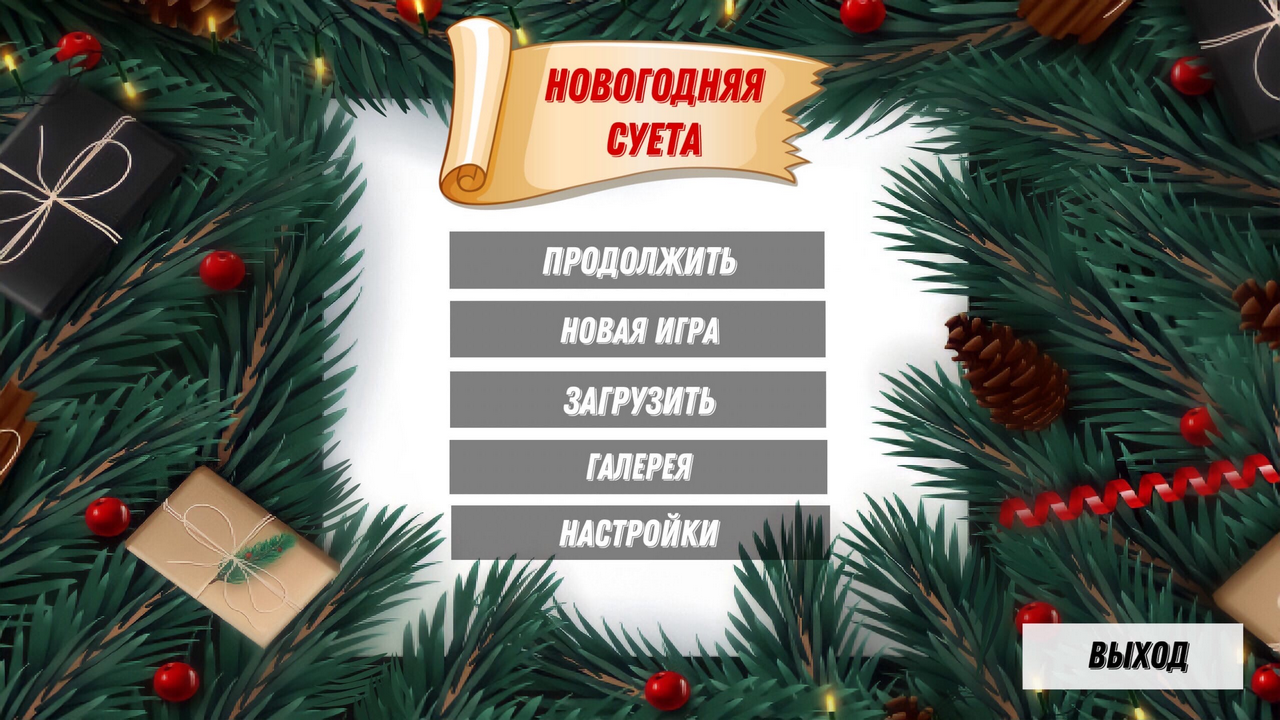 НОВОГОДНЯЯ
СУЕТА
ПРОДОЛЖИТЬ
НОВАЯ ИГРА
ЗАГРУЗИТЬ
ГАЛЕРЕЯ
НАСТРОЙКИ
ВЫХОД